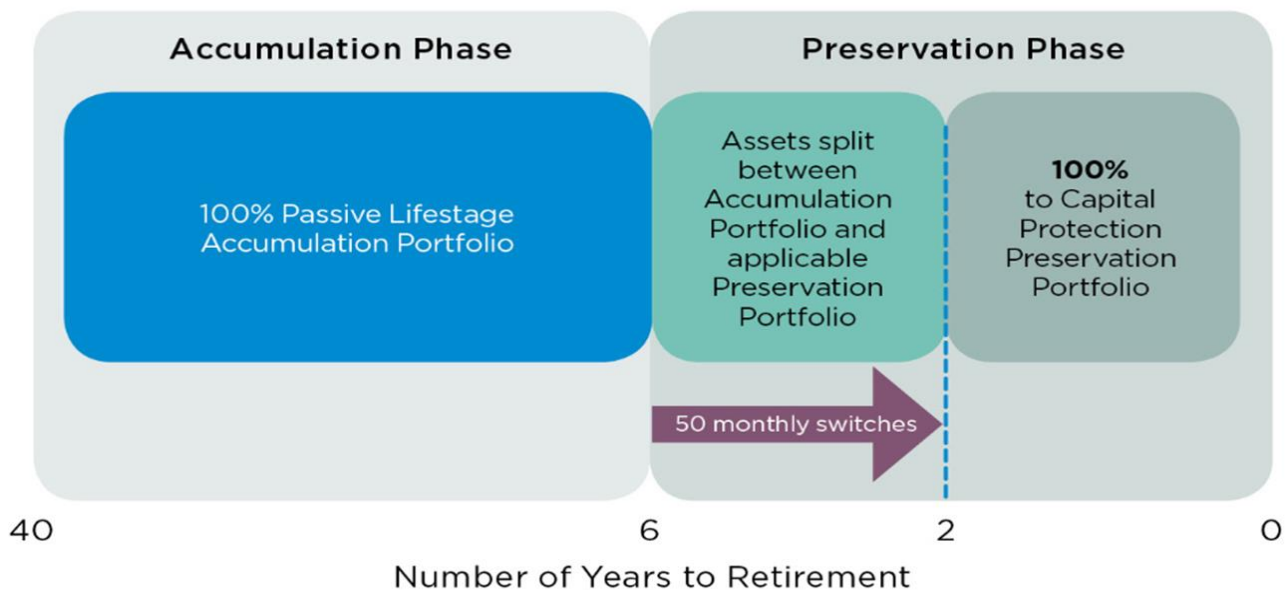 Accumulation Phase
Preservation Phase
100% Passive Lifestage
Accumulation Portfolio
Assets split
between
Accumulation
Portfolio and
applicable
Preservation
Portfolio
100%
to Capital
Protection
Preservation
Portfolio
50 monthly switches
40
6
2
0
Number of Years to Retirement